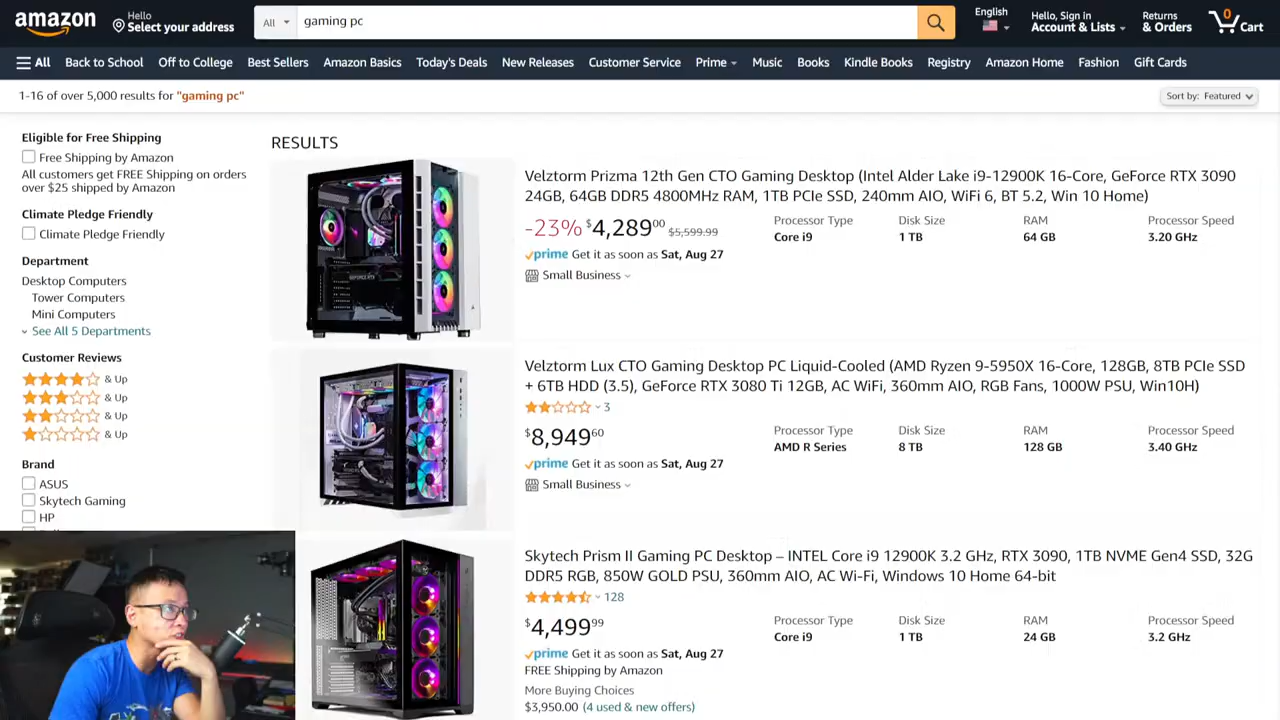 amazon
Hello
Select your address
All
gaming pc
English
Hello, Sign in
Account & Lists
Returns
& Orders
0
Cart
All
Back to School
Off to College
Best Sellers
Amazon Basics
Today's Deals
New Releases
Customer Service
Prime
Music
Books
Kindle Books
Registry
Amazon Home
Fashion
Gift Cards
1-16 of over 5,000 results for "gaming pc"
Sort by: Featured
Eligible for Free Shipping
Free Shipping by Amazon
All customers get FREE Shipping on orders
over $25 shipped by Amazon
Climate Pledge Friendly
Climate Pledge Friendly
Department
Desktop Computers
Tower Computers
Mini Computers
See All 5 Departments
Customer Reviews
& Up
& Up
& Up
& Up
Brand
ASUS
Skytech Gaming
HP
RESULTS
Velztorm Prizma 12th Gen CTO Gaming Desktop (Intel Alder Lake i9-12900K 16-Core, GeForce RTX 3090
24GB, 64GB DDR5 4800MHz RAM, 1TB PCIe SSD, 240mm AIO, WiFi 6, BT 5.2, Win 10 Home)
-23% $4,28900 $5,599.99
prime Get it as soon as Sat, Aug 27
Small Business
Processor Type
Core i9
Disk Size
1 TB
RAM
64 GB
Processor Speed
3.20 GHz
Velztorm Lux CTO Gaming Desktop PC Liquid-Cooled (AMD Ryzen 9-5950X 16-Core, 128GB, 8TB PCIe SSD
+ 6TB HDD (3.5), GeForce RTX 3080 Ti 12GB, AC WiFi, 360mm AIO, RGB Fans, 1000W PSU, Win10H)
3
$8,94960
prime Get it as soon as Sat, Aug 27
Small Business
Processor Type
AMD R Series
Disk Size
8 TB
RAM
128 GB
Processor Speed
3.40 GHz
Skytech Prism II Gaming PC Desktop – INTEL Core i9 12900K 3.2 GHz, RTX 3090, 1TB NVME Gen4 SSD, 32G
DDR5 RGB, 850W GOLD PSU, 360mm AIO, AC Wi-Fi, Windows 10 Home 64-bit
128
$4,49999
prime Get it as soon as Sat, Aug 27
FREE Shipping by Amazon
More Buying Choices
$3,950.00 (4 used & new offers)
Processor Type
Core i9
Disk Size
1 TB
RAM
24 GB
Processor Speed
3.2 GHz